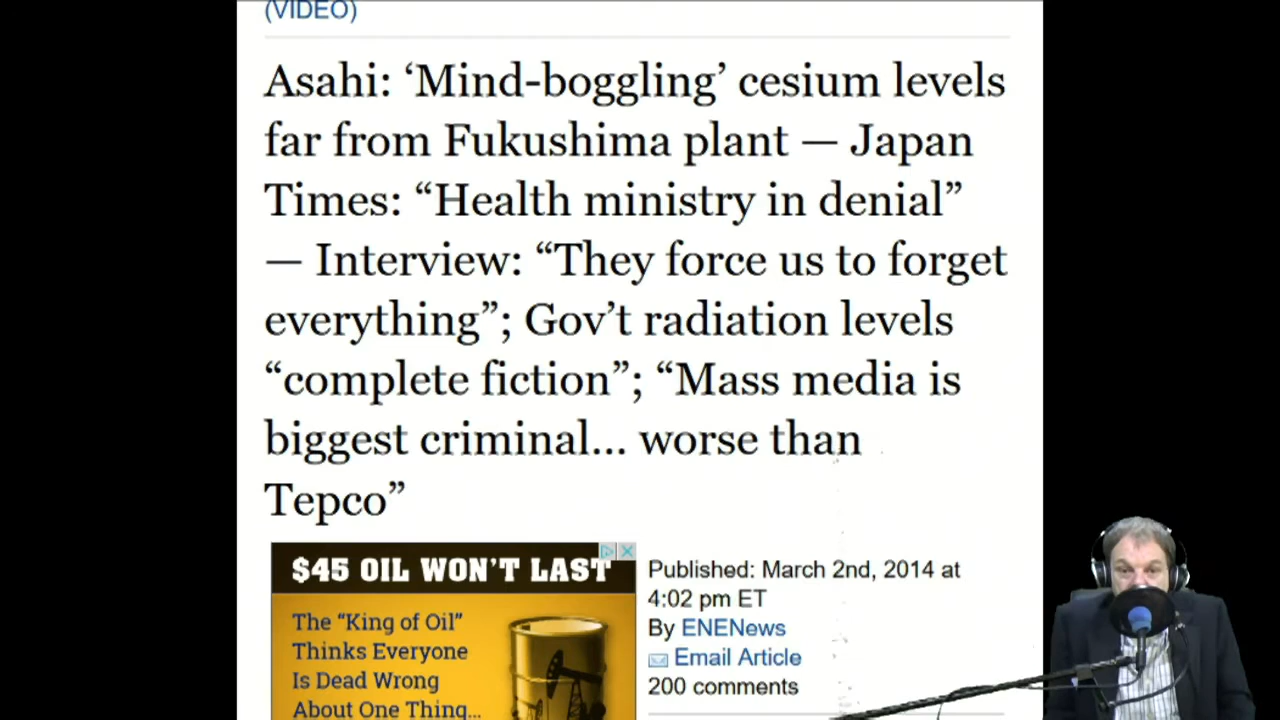 (VIDEO)
Asahi: ‘Mind-boggling’ cesium levels
far from Fukushima plant — Japan
Times: “Health ministry in denial”
— Interview: “They force us to forget
everything”; Gov’t radiation levels
“complete fiction”; “Mass media is
biggest criminal… worse than
Tepco”
$45 OIL WON’T LAST
The “King of Oil”
Thinks Everyone
Is Dead Wrong
About One Thing...
Published: March 2nd, 2014 at
4:02 pm ET
By ENENews
Email Article
200 comments